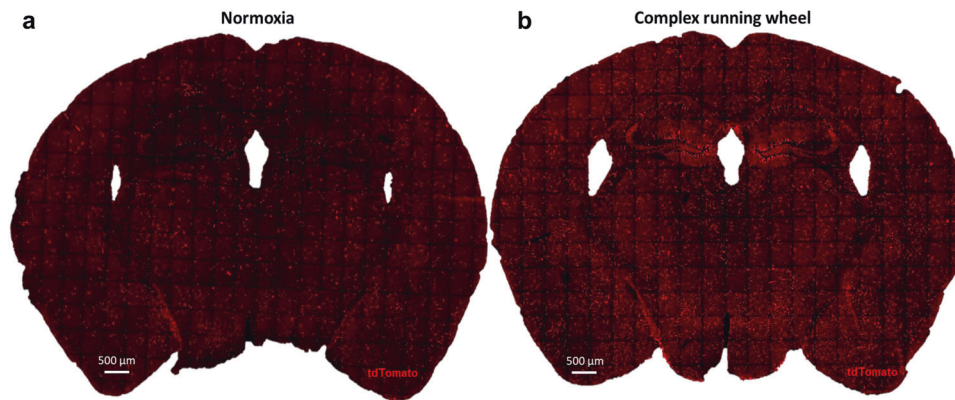 a
Normoxia
b
Complex running wheel
500 µm
tdTomato
500 µm
tdTomato